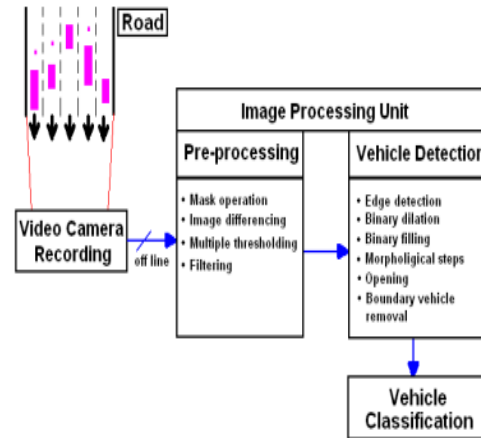 Road
Image Processing Unit
Pre-processing
• Mask operation
• Image differencing
• Multiple thresholding
• Filtering
Vehicle Detection
• Edge detection
• Binary dilation
• Binary filling
• Morpholigical steps
• Opening
• Boundary vehicle
removal
Video Camera
Recording
off line
Vehicle
Classification